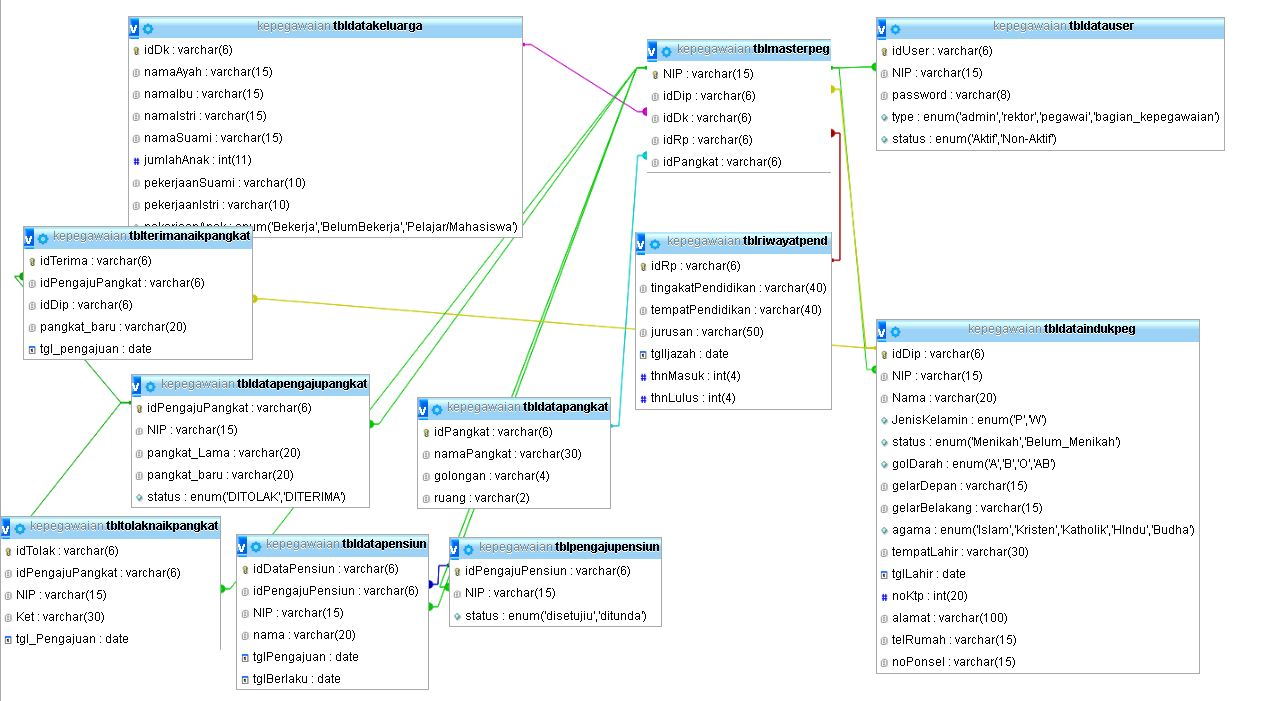 kepegawaian tbldatakeluarga
idDk : varchar(6)
namaAyah : varchar(15)
namaIbu : varchar(15)
namaIstri : varchar(15)
namaSuami : varchar(15)
jumlahAnak : int(11)
pekerjaanSuami : varchar(10)
pekerjaanIstri : varchar(10)
enum('Bekerja','BelumBekerja','Pelajar/Mahasiswa')
kepegawaian tblmasterpeg
NIP : varchar(15)
idDip : varchar(6)
idDk : varchar(6)
idRp : varchar(6)
idPangkat : varchar(6)
kepegawaian tbldatauser
idUser : varchar(6)
NIP : varchar(15)
password : varchar(8)
type : enum('admin','rektor','pegawai','bagian_kepegawaian')
status : enum('Aktif','Non-Aktif')
kepegawaian tblterimanaikpangkat
idTerima : varchar(6)
idPengajuPangkat : varchar(6)
idDip : varchar(6)
pangkat_baru : varchar(20)
tgl_pengajuan : date
kepegawaian tblriwayatpend
idRp : varchar(6)
tingakatPendidikan : varchar(40)
tempatPendidikan : varchar(40)
jurusan : varchar(50)
tglIjazah : date
thnMasuk : int(4)
thnLulus : int(4)
kepegawaian tbldataindukpeg
idDip : varchar(6)
NIP : varchar(15)
Nama : varchar(20)
JenisKelamin : enum('P','W')
status : enum('Menikah','Belum_Menikah')
golDarah : enum('A','B','O','AB')
gelarDepan : varchar(15)
gelarBelakang : varchar(15)
agama : enum('Islam','Kristen','Katholik','HIndu','Budha')
tempatLahir : varchar(30)
tglLahir : date
noKtp : int(20)
alamat : varchar(100)
telRumah : varchar(15)
noPonsel : varchar(15)
kepegawaian tbldatapengajupangkat
idPengajuPangkat : varchar(6)
NIP : varchar(15)
pangkat_Lama : varchar(20)
pangkat_baru : varchar(20)
status : enum('DITOLAK','DITERIMA')
kepegawaian tbldatapangkat
idPangkat : varchar(6)
namaPangkat : varchar(30)
golongan : varchar(4)
ruang : varchar(2)
kepegawaian tbltolaknaikpangkat
idTolak : varchar(6)
idPengajuPangkat : varchar(6)
NIP : varchar(15)
Ket : varchar(30)
tgl_Pengajuan : date
kepegawaian tbldatapensiun
idDataPensiun : varchar(6)
idPengajuPensiun : varchar(6)
NIP : varchar(15)
nama : varchar(20)
tglPengajuan : date
tglBerlaku : date
kepegawaian tblpengajupensiun
idPengajuPensiun : varchar(6)
NIP : varchar(15)
status : enum('disetujiu','ditunda')